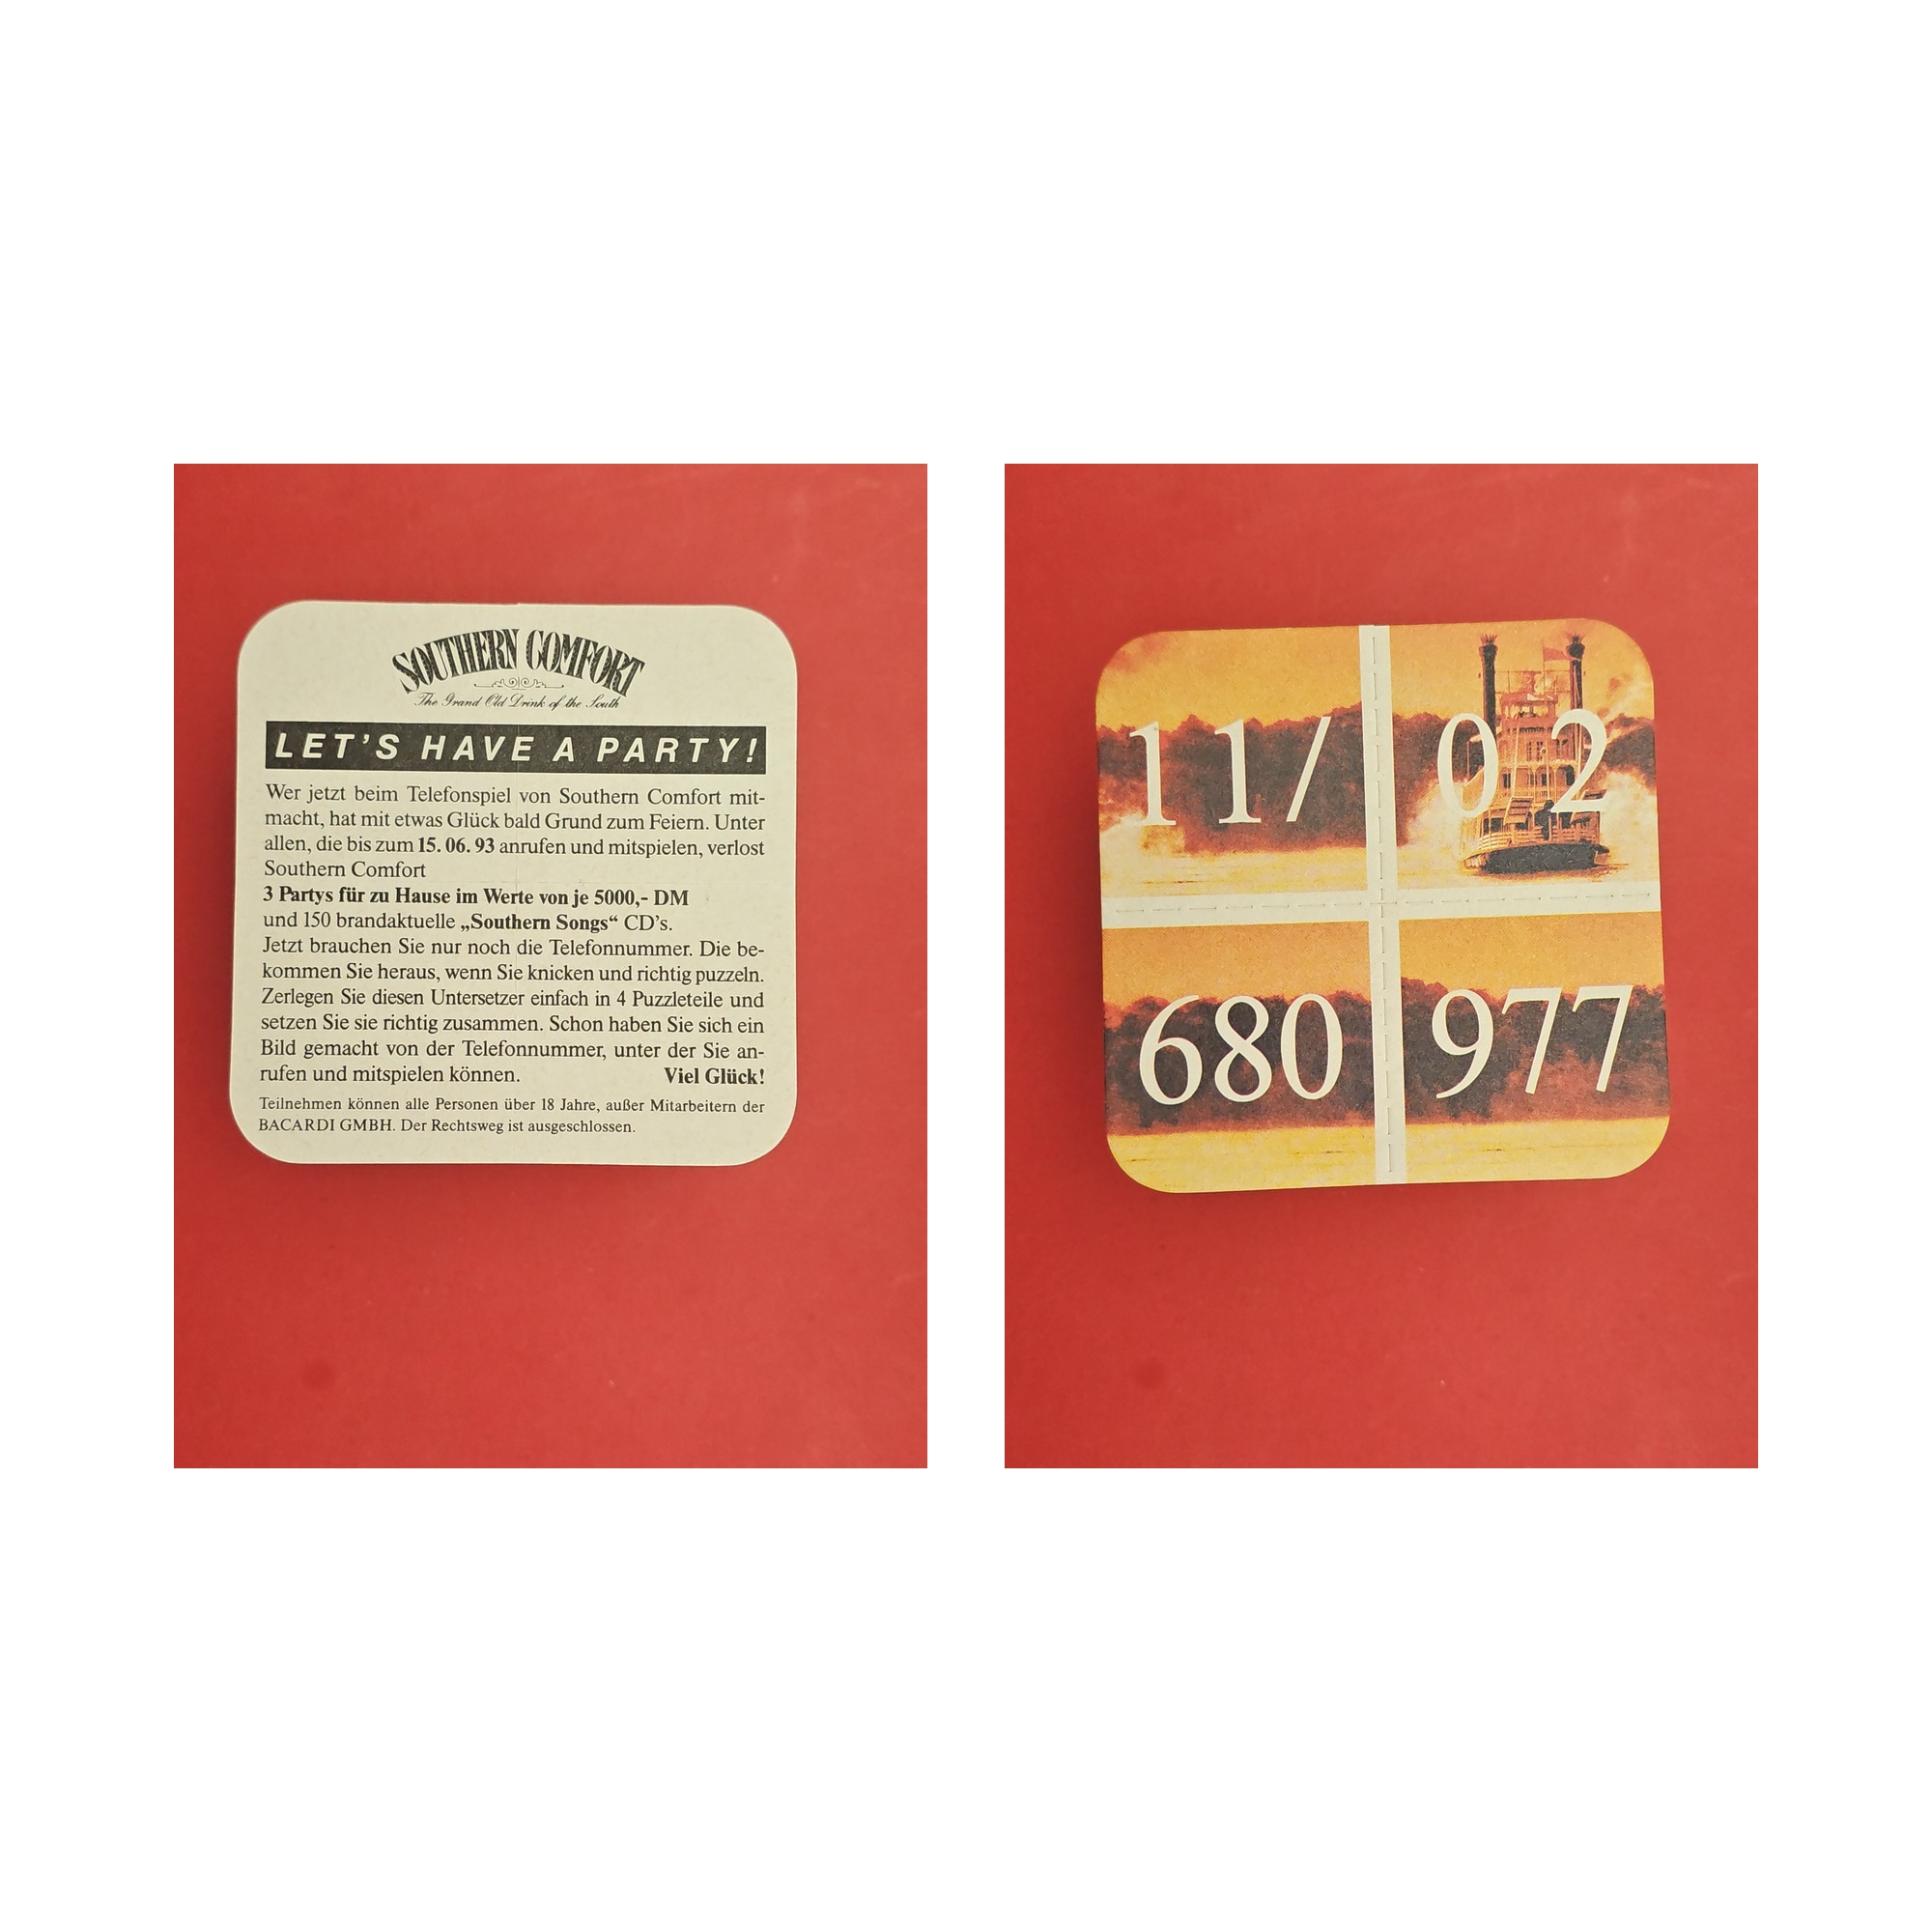 SOUTHERN COMFORT
The Grand Old Drink of the South
LET'S HAVE A PARTY!
Wer jetzt beim Telefonspiel von Southern Comfort mit-
macht, hat mit etwas Glück bald Grund zum Feiern. Unter
allen, die bis zum 15. 06. 93 anrufen und mitspielen, verlost
Southern Comfort
3 Partys für zu Hause im Werte von je 5000,- DM
und 150 brandaktuelle „Southern Songs“ CD's.
Jetzt brauchen Sie nur noch die Telefonnummer. Die be-
kommen Sie heraus, wenn Sie knicken und richtig puzzeln.
Zerlegen Sie diesen Untersetzer einfach in 4 Puzzleteile und
setzen Sie sie richtig zusammen. Schon haben Sie sich ein
Bild gemacht von der Telefonnummer, unter der Sie an-
rufen und mitspielen können. Viel Glück!
Teilnehmen können alle Personen über 18 Jahre, außer Mitarbeitern der
BACARDI GMBH. Der Rechtsweg ist ausgeschlossen.
11/ 02
680 977